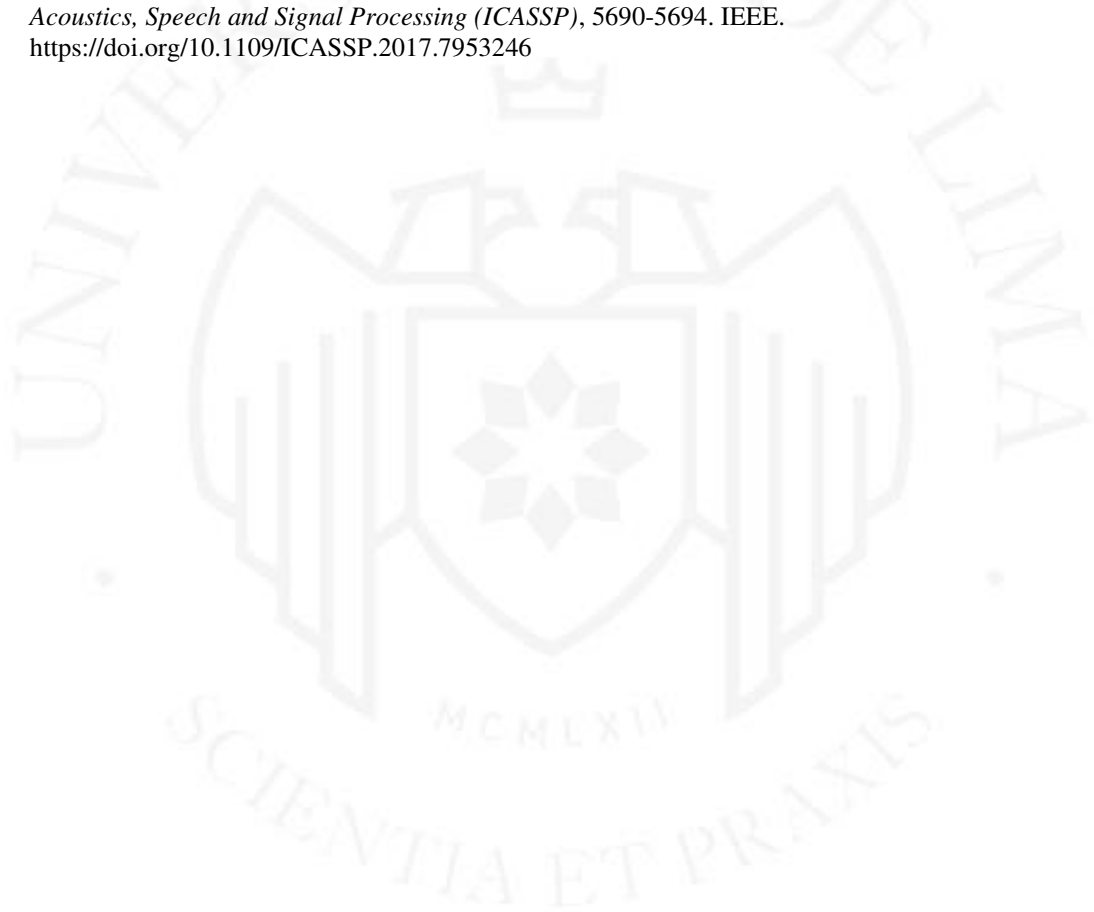 Acoustics, Speech and Signal Processing (ICASSP), 5690-5694. IEEE.
https://doi.org/10.1109/ICASSP.2017.7953246
DE LIMA
MCMLXII
SCIENTIA ET PRAXIS